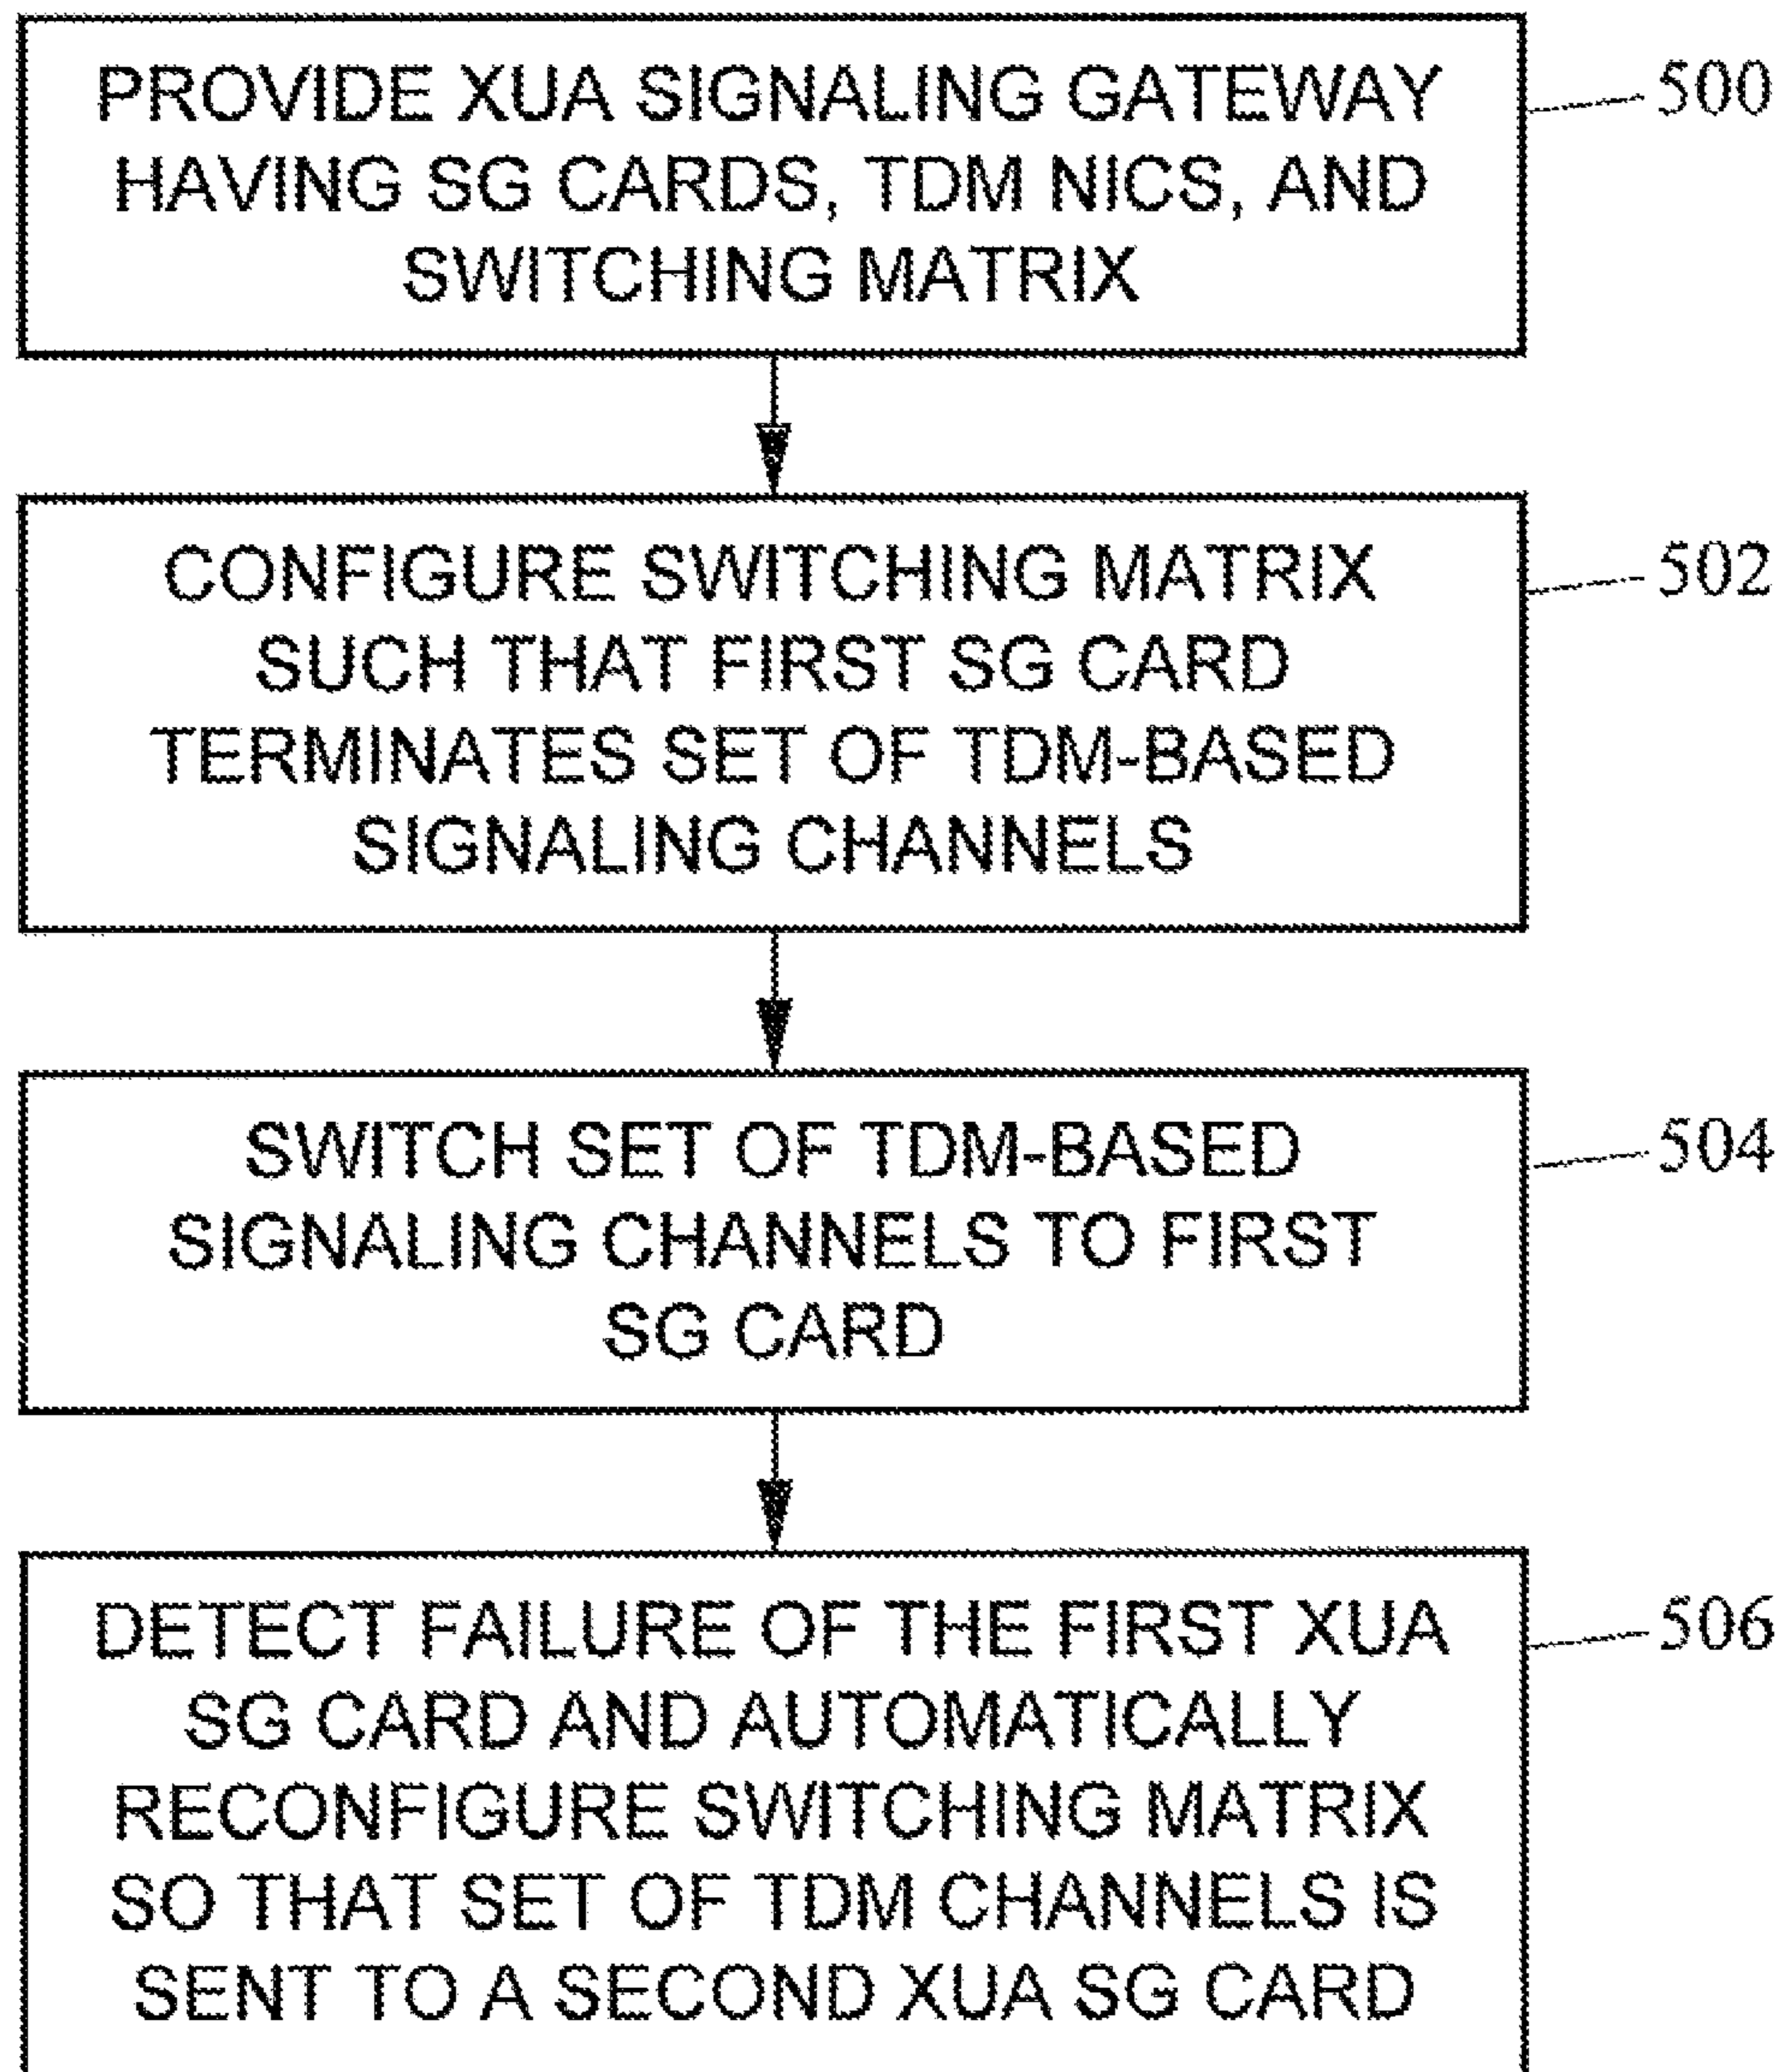 PROVIDE XUA SIGNALING GATEWAY
HAVING SG CARDS, TDM NICS, AND
SWITCHING MATRIX
500
CONFIGURE SWITCHING MATRIX
SUCH THAT FIRST SG CARD
TERMINATES SET OF TDM-BASED
SIGNALING CHANNELS
502
SWITCH SET OF TDM-BASED
SIGNALING CHANNELS TO FIRST
SG CARD
504
DETECT FAILURE OF THE FIRST XUA
SG CARD AND AUTOMATICALLY
RECONFIGURE SWITCHING MATRIX
SO THAT SET OF TDM CHANNELS IS
SENT TO A SECOND XUA SG CARD
506